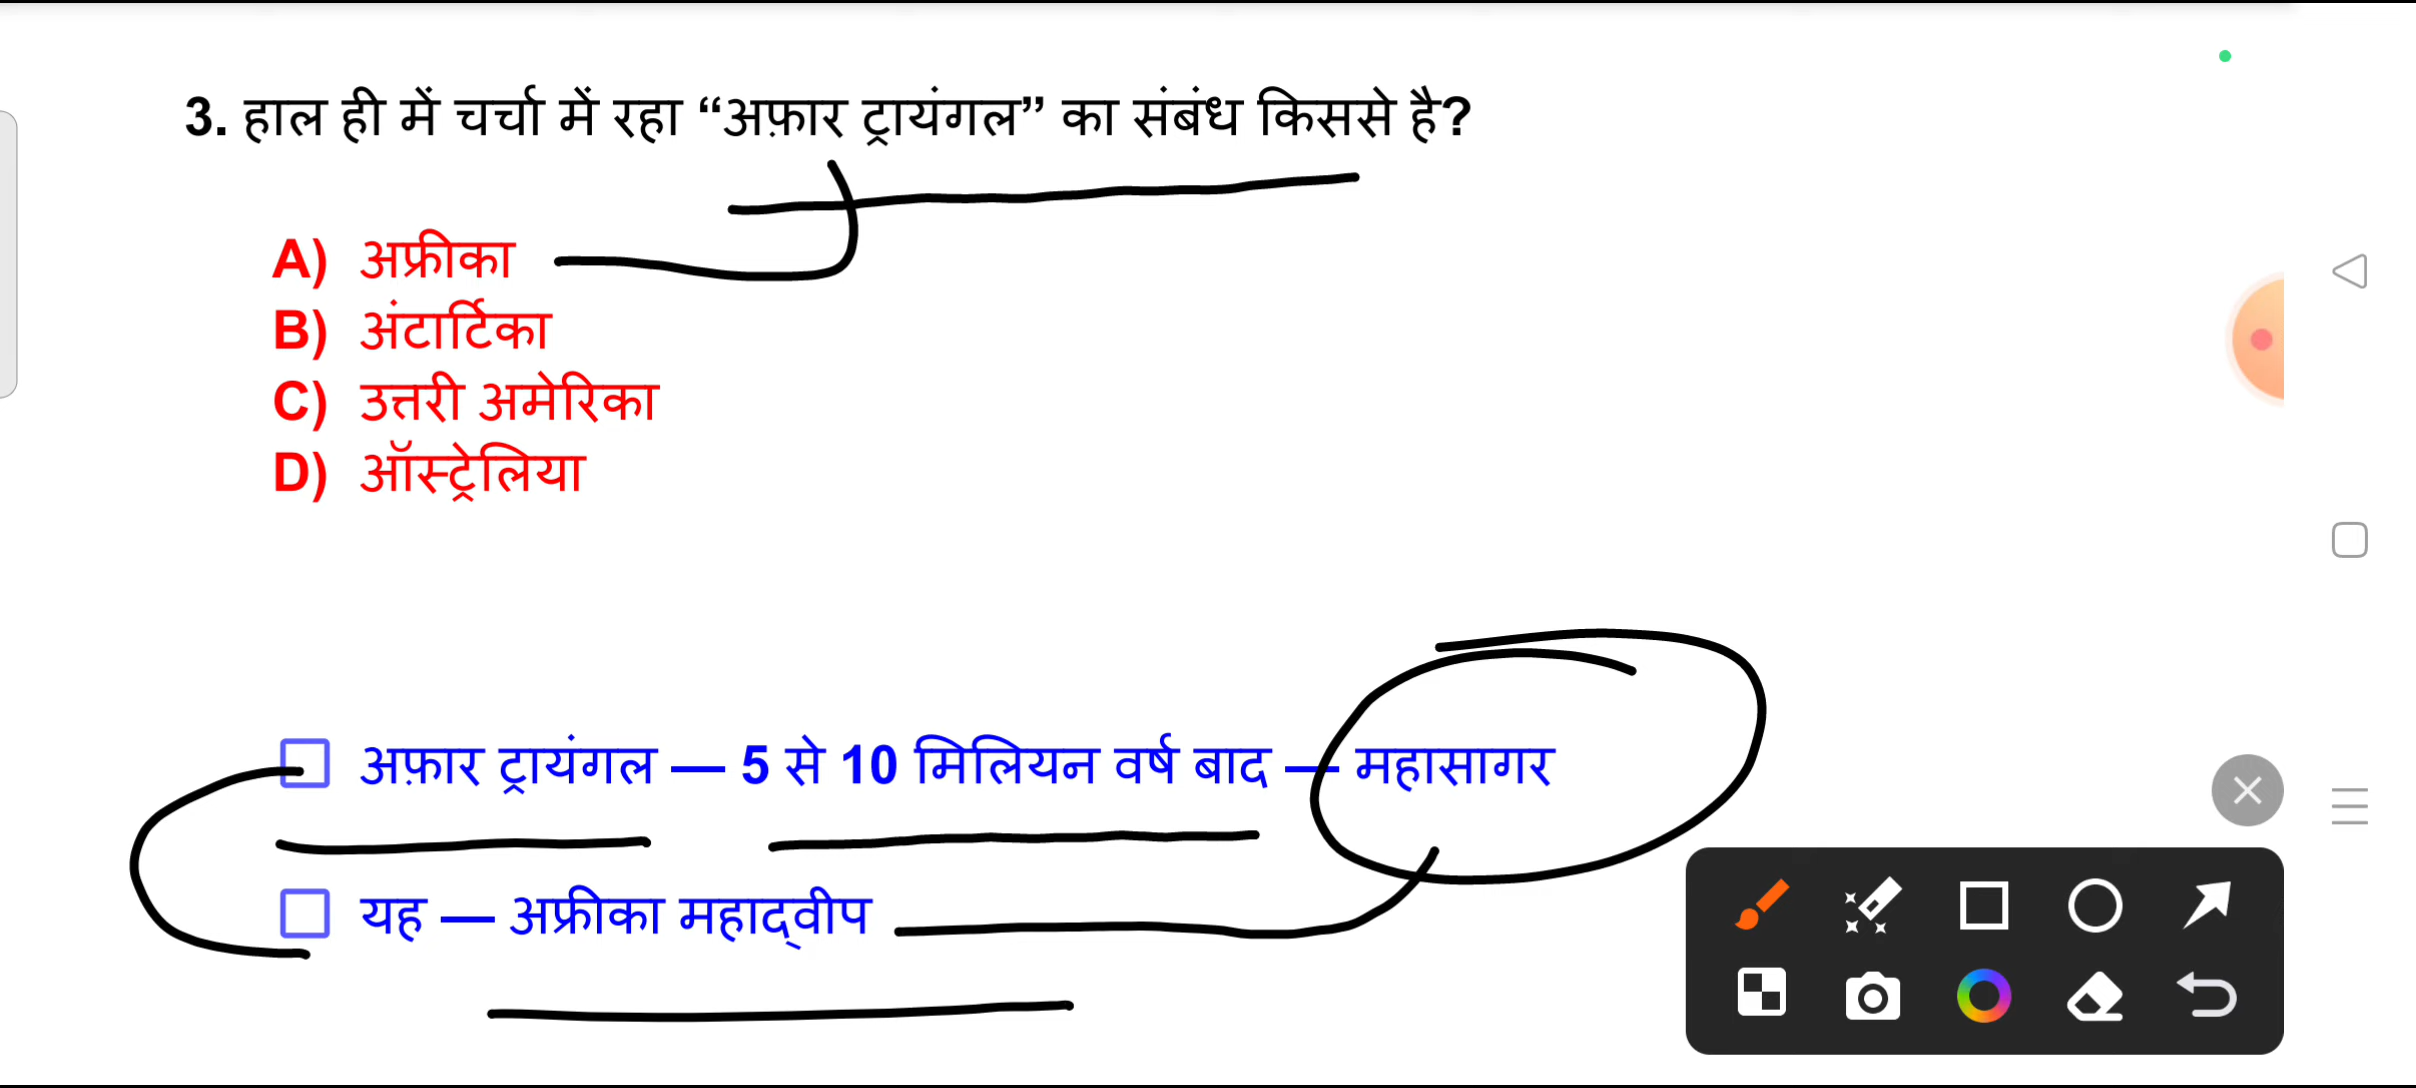 3. हाल ही में चर्चा में रहा “अफ़ार ट्रायंगल” का संबंध किससे है?
A) अफ्रीका
B) अंटार्टिका
C) उत्तरी अमेरिका
D) ऑस्ट्रेलिया
अफ़ार ट्रायंगल — 5 से 10 मिलियन वर्ष बाद — महासागर
यह — अफ्रीका महाद्वीप